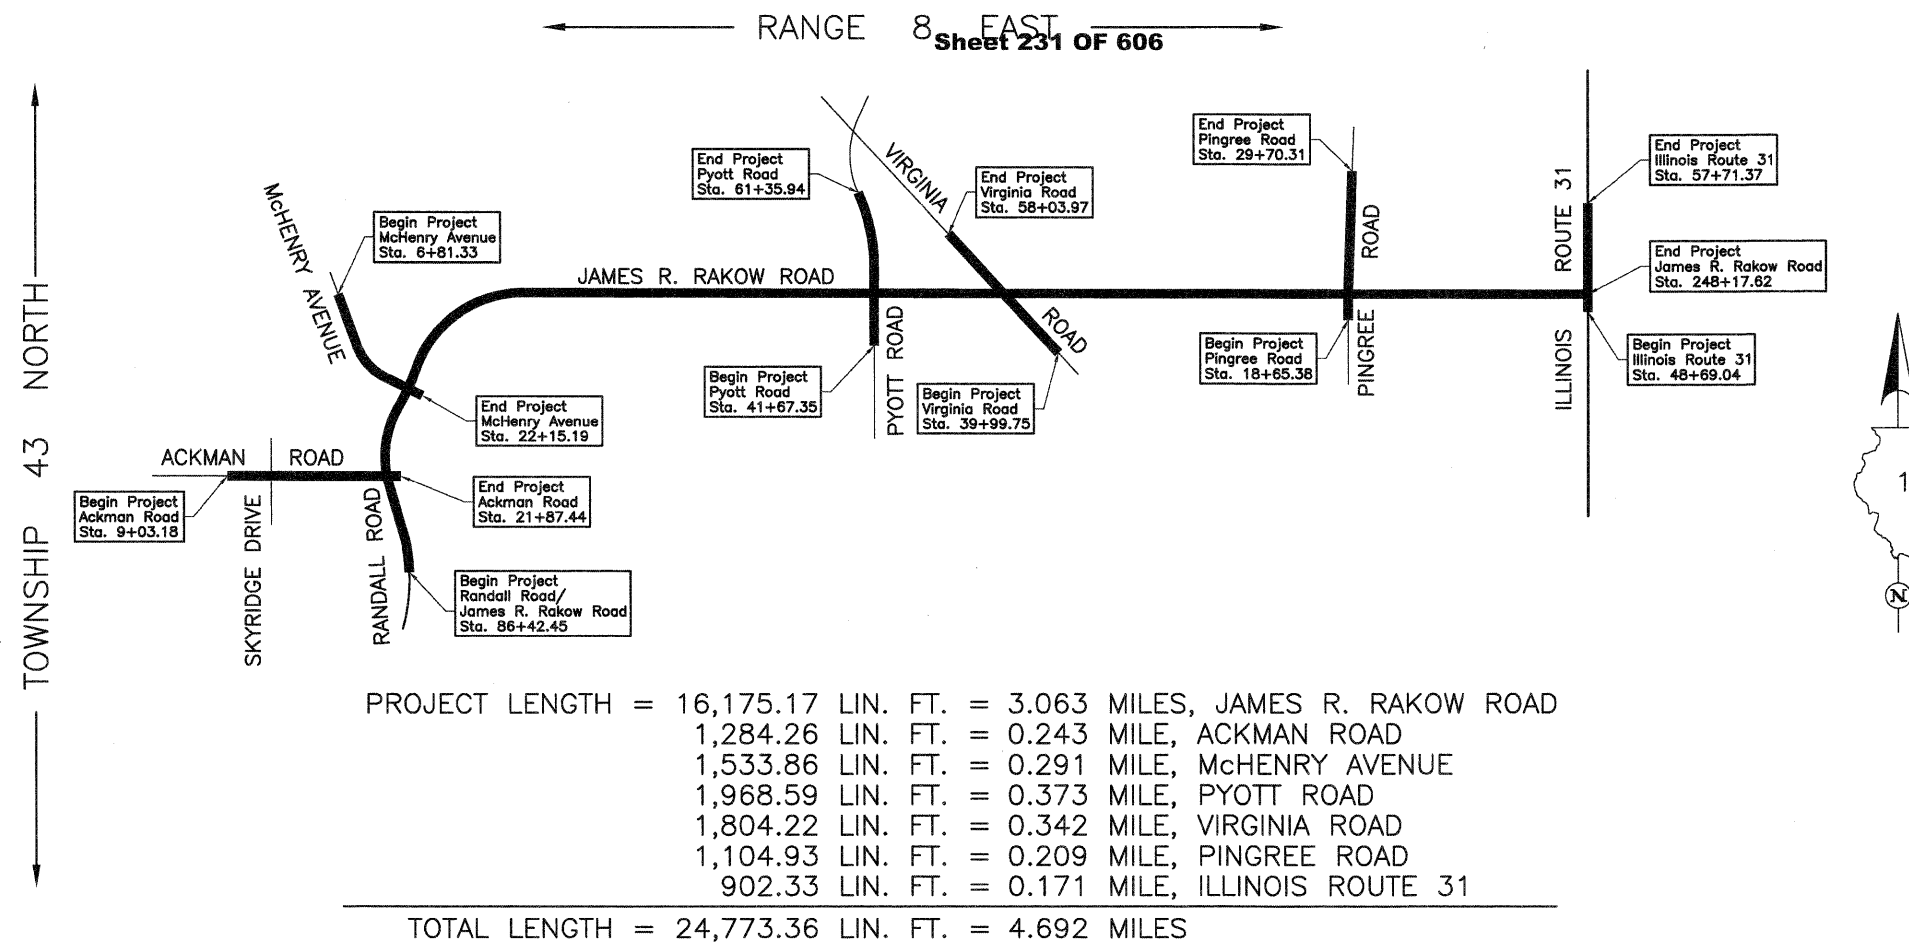 RANGE 8 EAST
Sheet 231 OF 606
TOWNSHIP 43 NORTH
End Project
Pingree Road
Sta. 29+70.31
End Project
Illinois Route 31
Sta. 57+71.37
End Project
Pyott Road
Sta. 61+35.94
VIRGINIA
End Project
Virginia Road
Sta. 58+03.97
McHENRY AVENUE
Begin Project
McHenry Avenue
Sta. 6+81.33
ROAD
ROUTE 31
End Project
James R. Rakow Road
Sta. 248+17.62
JAMES R. RAKOW ROAD
ROAD
PYOTT ROAD
PINGREE
ILLINOIS
Begin Project
Pingree Road
Sta. 18+65.38
Begin Project
Illinois Route 31
Sta. 48+69.04
Begin Project
Pyott Road
Sta. 41+67.35
Begin Project
Virginia Road
Sta. 39+99.75
End Project
McHenry Avenue
Sta. 22+15.19
ACKMAN ROAD
Begin Project
Ackman Road
Sta. 9+03.18
End Project
Ackman Road
Sta. 21+87.44
SKYRIDGE DRIVE
RANDALL ROAD
Begin Project
Randall Road/
James R. Rakow Road
Sta. 86+42.45
1
N
PROJECT LENGTH = 16,175.17 LIN. FT. = 3.063 MILES, JAMES R. RAKOW ROAD
1,284.26 LIN. FT. = 0.243 MILE, ACKMAN ROAD
1,533.86 LIN. FT. = 0.291 MILE, McHENRY AVENUE
1,968.59 LIN. FT. = 0.373 MILE, PYOTT ROAD
1,804.22 LIN. FT. = 0.342 MILE, VIRGINIA ROAD
1,104.93 LIN. FT. = 0.209 MILE, PINGREE ROAD
902.33 LIN. FT. = 0.171 MILE, ILLINOIS ROUTE 31
TOTAL LENGTH = 24,773.36 LIN. FT. = 4.692 MILES